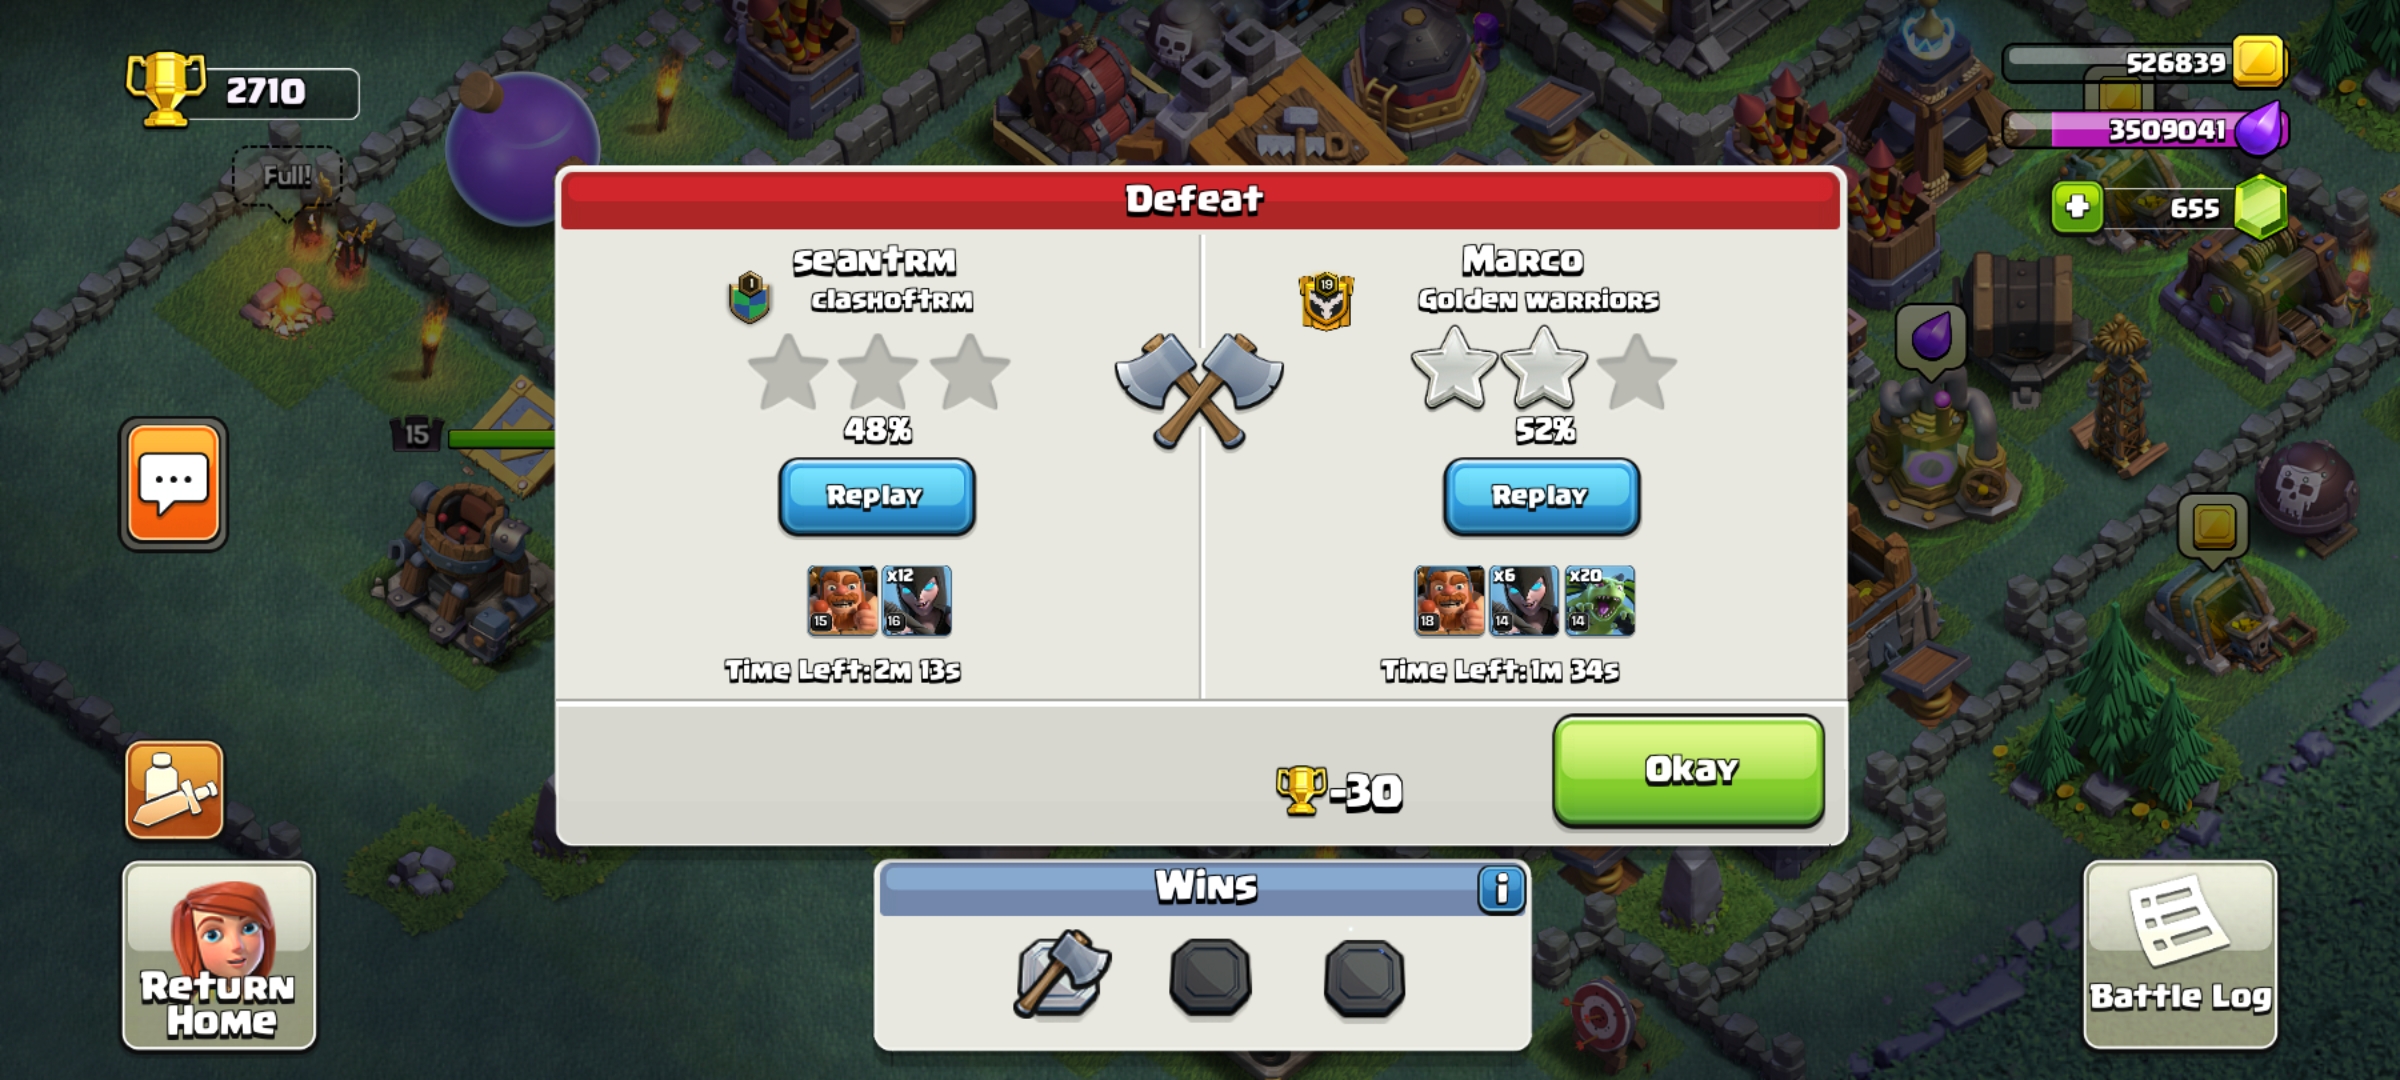 2710
526839
3509041
655
Full!
15
Defeat
seantRM
clashoftRM
1
48%
Replay
15
x12
16
Time Left:2m 13s
Marco
Golden warriors
19
52%
Replay
18
x6
14
x20
14
Time Left:1m 34s
-30
Okay
Wins
i
Return
Home
Battle Log